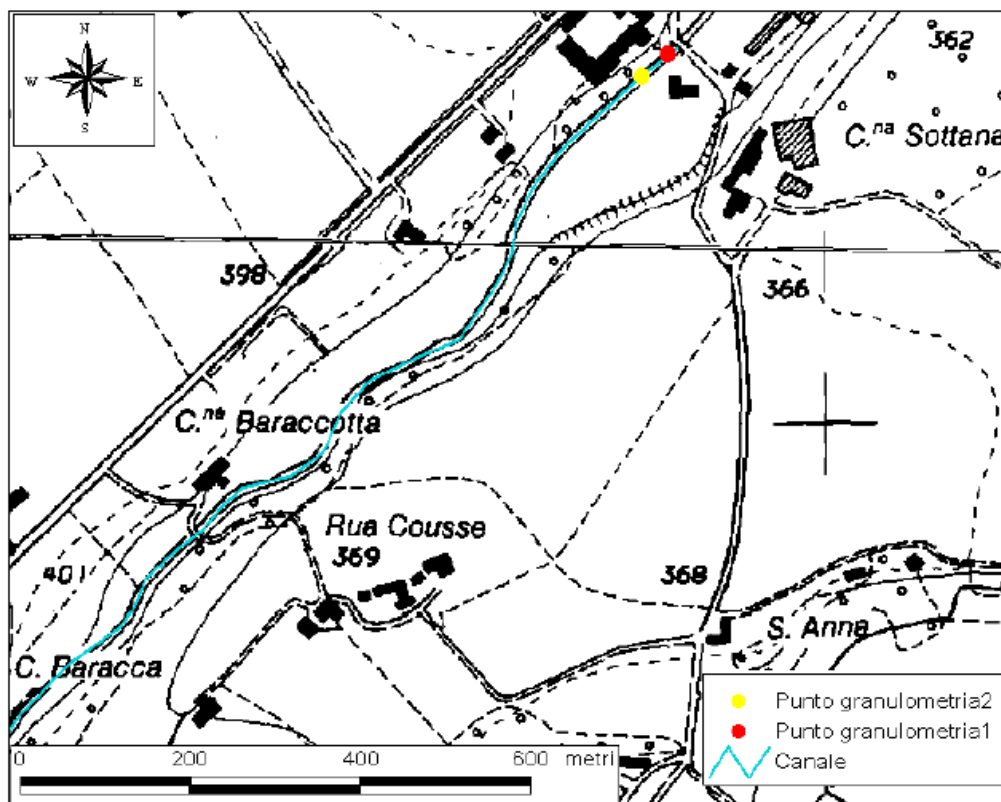 N
W E
S
362
C.na Sottana
398
366
C.ne Baraccotta
Rua Cousse
369
401
368
S. Anna
C. Baracca
Punto granulometria2
Punto granulometria1
Canale
0 200 400 600 metri